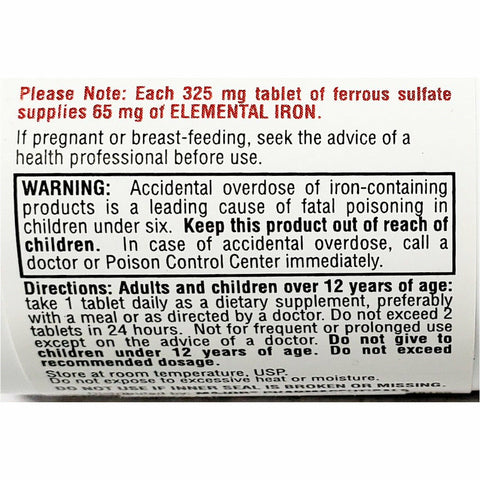 Please Note: Each 325 mg tablet of ferrous sulfate
supplies 65 mg of ELEMENTAL IRON.
If pregnant or breast-feeding, seek the advice of a
health professional before use.
WARNING: Accidental overdose of iron-containing
products is a leading cause of fatal poisoning in
children under six. Keep this product out of reach of
children. In case of accidental overdose, call a
doctor or Poison Control Center immediately.
Directions: Adults and children over 12 years of age:
take 1 tablet daily as a dietary supplement, preferably
with a meal or as directed by a doctor. Do not exceed 2
tablets in 24 hours. Not for frequent or prolonged use
except on the advice of a doctor. Do not give to
children under 12 years of age. Do not exceed
recommended dosage.
Store at room temperature, USP.
Do not expose to excessive heat or moisture.
DO NOT USE IF INNER SEAL IS BROKEN OR MISSING.